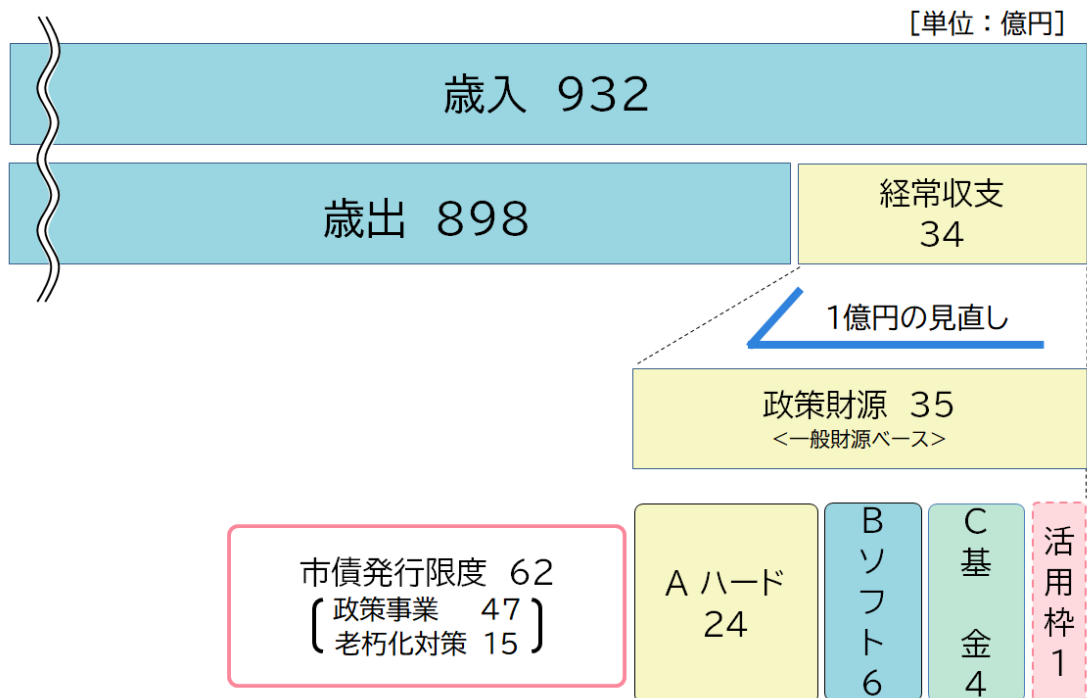 [単位：億円]
歳入 932
歳出 898
経常収支
34
1億円の見直し
政策財源 35
<一般財源ベース>
市債発行限度 62
政策事業 47
老朽化対策 15
A ハード
24
Bソフト6
C基 金4
活用枠1